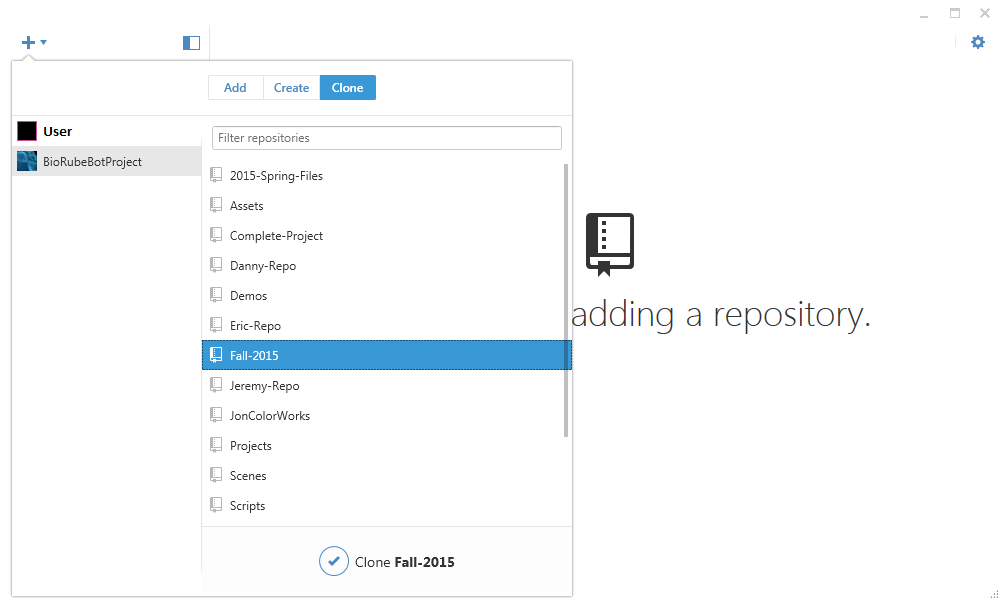 Add Create Clone
User
BioRubeBotProject
Filter repositories
2015-Spring-Files
Assets
Complete-Project
Danny-Repo
Demos
Eric-Repo
Fall-2015
Jeremy-Repo
JonColorWorks
Projects
Scenes
Scripts
Clone Fall-2015
adding a repository.